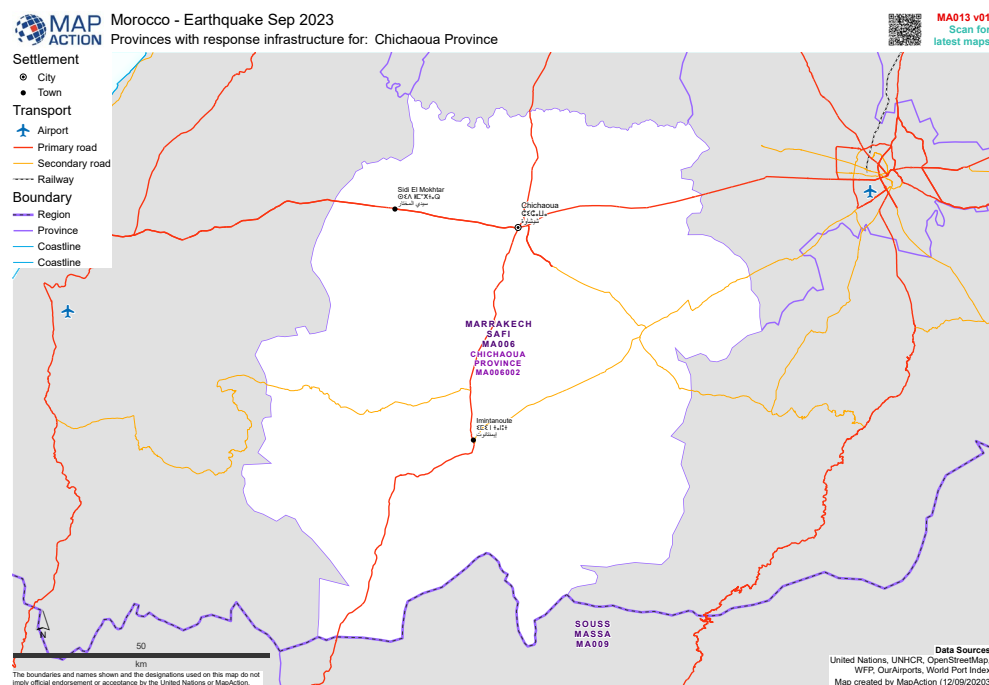 MAP
ACTION
Morocco - Earthquake Sep 2023
Provinces with response infrastructure for: Chichaoua Province
MA013 v01
Scan for
latest maps
Settlement
City
Town
Transport
Airport
Primary road
Secondary road
Railway
Boundary
Region
Province
Coastline
Coastline
Sidi El Mokhtar
سيدي المختار
Chichaoua
شيشاوة
MARRAKECH
SAFI
MA006
CHICHAOUA
PROVINCE
MA006002
Imintanoute
إيمنتانوت
SOUSS
MASSA
MA009
N
50
km
The boundaries and names shown and the designations used on this map do not
imply official endorsement or acceptance by the United Nations or MapAction.
Data Sources
United Nations, UNHCR, OpenStreetMap,
WFP, OurAirports, World Port Index
Map created by MapAction (12/09/20203